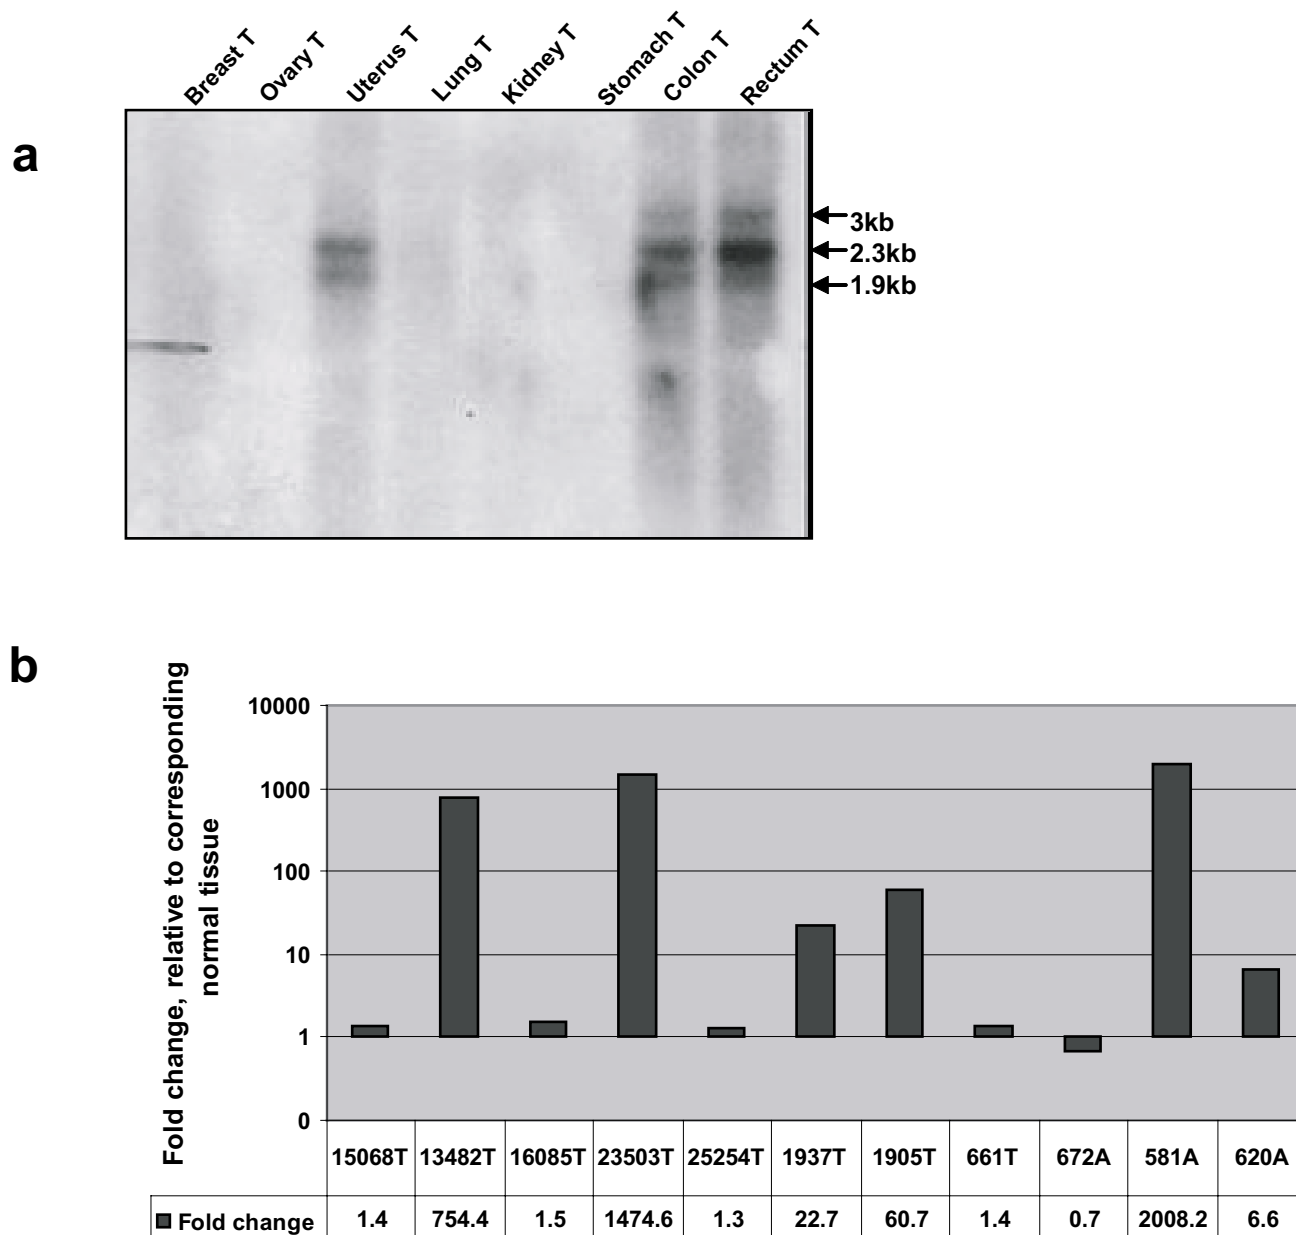 a
Breast T
Ovary T
Uterus T
Lung T
Kidney T
Stomach T
Colon T
Rectum T
3kb
2.3kb
1.9kb
b
Fold change, relative to corresponding
normal tissue
10000
1000
100
10
1
0
15068T 13482T 16085T 23503T 25254T 1937T 1905T 661T 672A 581A 620A
Fold change 1.4 754.4 1.5 1474.6 1.3 22.7 60.7 1.4 0.7 2008.2 6.6